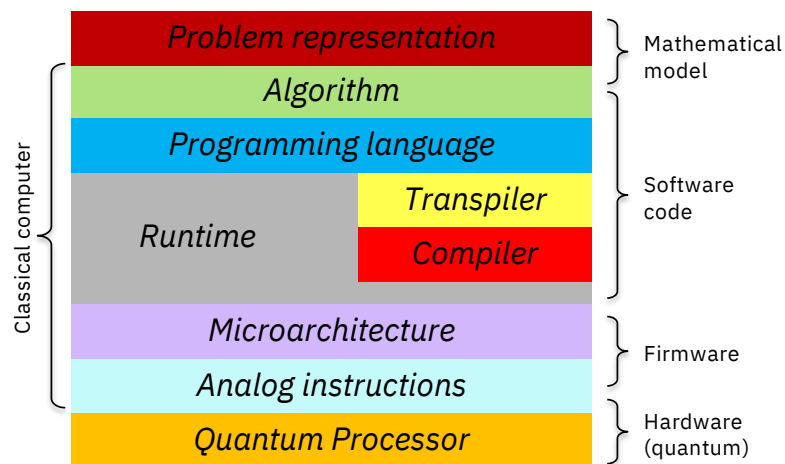 Problem representation
Mathematical
model
Algorithm
Programming language
Classical computer
Runtime
Transpiler
Compiler
Software
code
Microarchitecture
Analog instructions
Firmware
Quantum Processor
Hardware
(quantum)